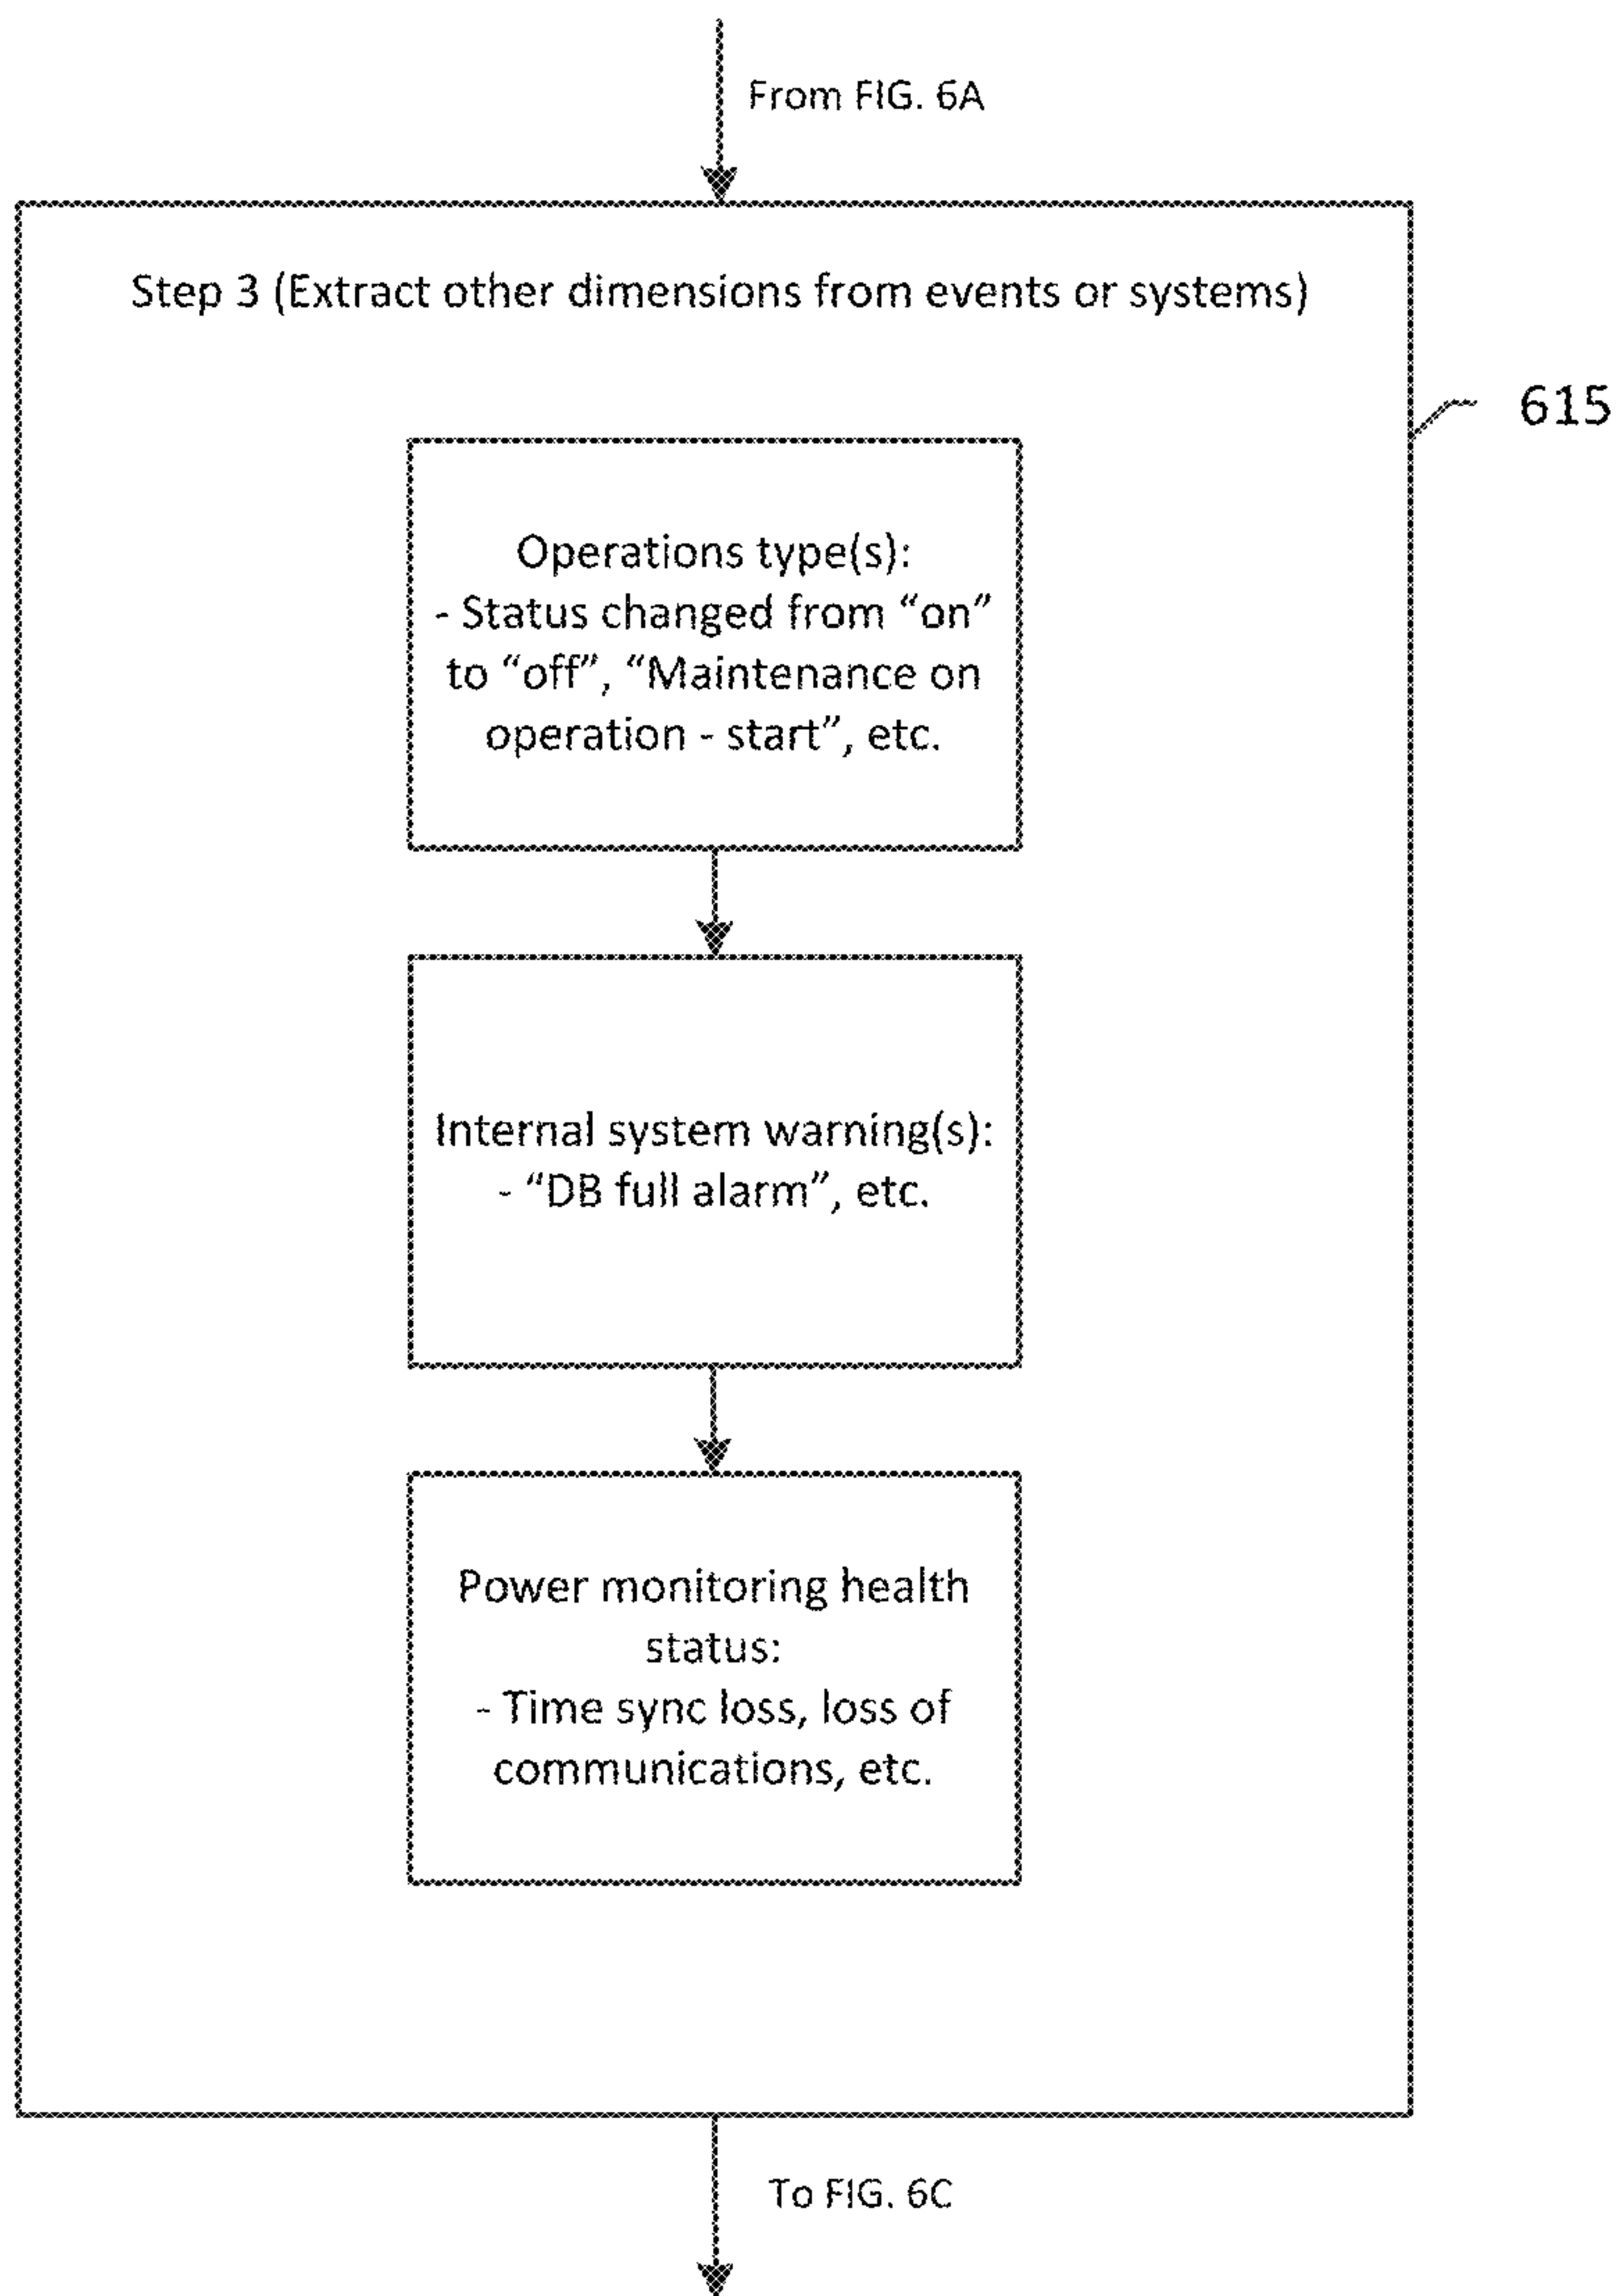 From FIG. 6A
Step 3 (Extract other dimensions from events or systems)
615
Operations type(s):
- Status changed from “on”
to “off”, “Maintenance on
operation - start”, etc.
Internal system warning(s):
- “DB full alarm”, etc.
Power monitoring health
status:
- Time sync loss, loss of
communications, etc.
To FIG. 6C